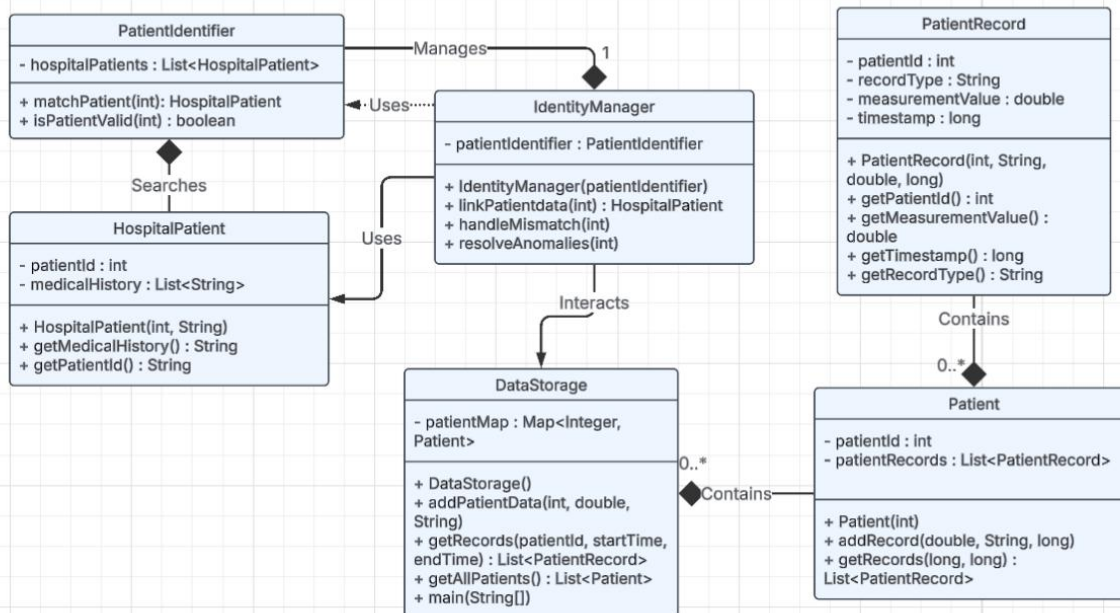 PatientIdentifier
- hospitalPatients : List<HospitalPatient>
+ matchPatient(int): HospitalPatient
+ isPatientValid(int) : boolean
Manages
1
Uses
IdentityManager
- patientIdentifier : PatientIdentifier
+ IdentityManager(patientIdentifier)
+ linkPatientdata(int) : HospitalPatient
+ handleMismatch(int)
+ resolveAnomalies(int)
PatientRecord
- patientId : int
- recordType : String
- measurementValue : double
- timestamp : long
+ PatientRecord(int, String,
double, long)
+ getPatientId() : int
+ getMeasurementValue() :
double
+ getTimestamp() : long
+ getRecordType() : String
Searches
HospitalPatient
- patientId : int
- medicalHistory : List<String>
+ HospitalPatient(int, String)
+ getMedicalHistory() : String
+ getPatientId() : String
Uses
Interacts
Contains
0..*
DataStorage
- patientMap : Map<Integer,
Patient>
+ DataStorage()
+ addPatientData(int, double,
String)
+ getRecords(patientId, startTime,
endTime) : List<PatientRecord>
+ getAllPatients() : List<Patient>
+ main(String[])
0..*
Contains
Patient
- patientId : int
- patientRecords : List<PatientRecord>
+ Patient(int)
+ addRecord(double, String, long)
+ getRecords(long, long) :
List<PatientRecord>